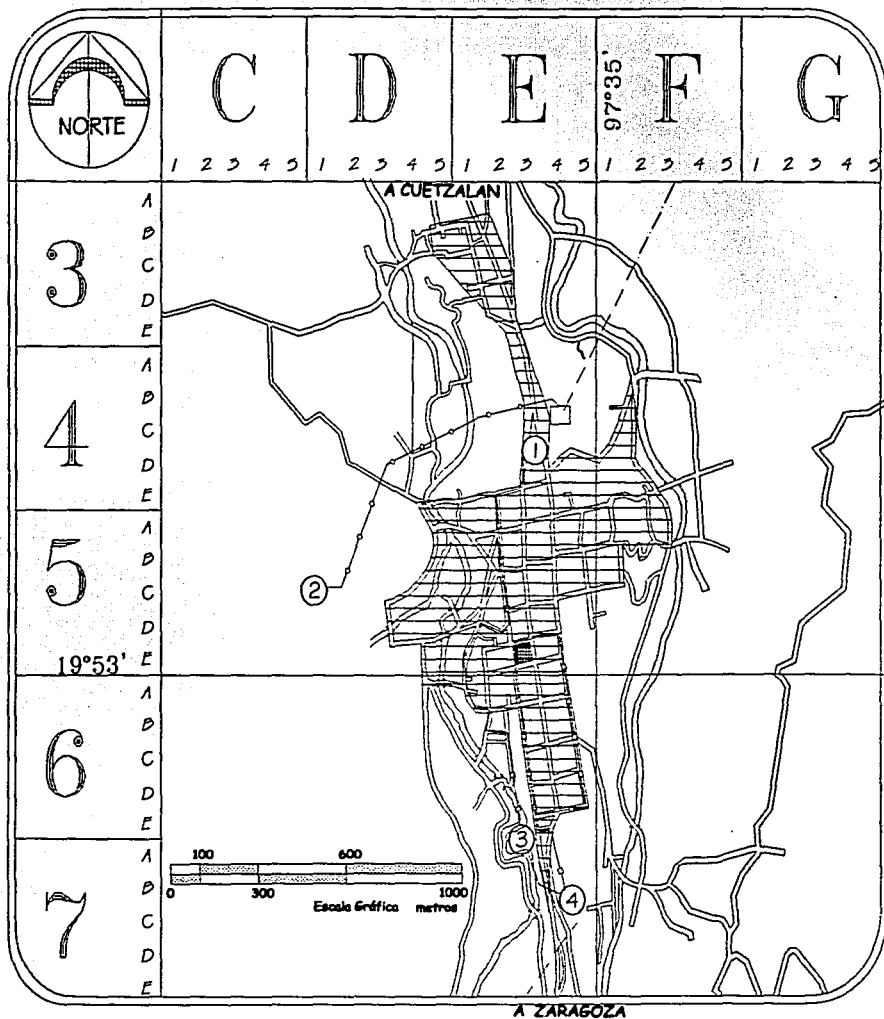 NORTE
C D E F G
97°35'
1 2 3 4 5 1 2 3 4 5 1 2 3 4 5 1 2 3 4 5 1 2 3 4 5
A CUETZALAN
3
A
B
C
D
E
4
A
B
C
D
E
1
5
A
B
C
D
E
2
19°53'
6
A
B
C
D
E
3
7
A
B
C
D
E
4
100 600
0 300 1000
Escala Gráfica metros
A ZARAGOZA